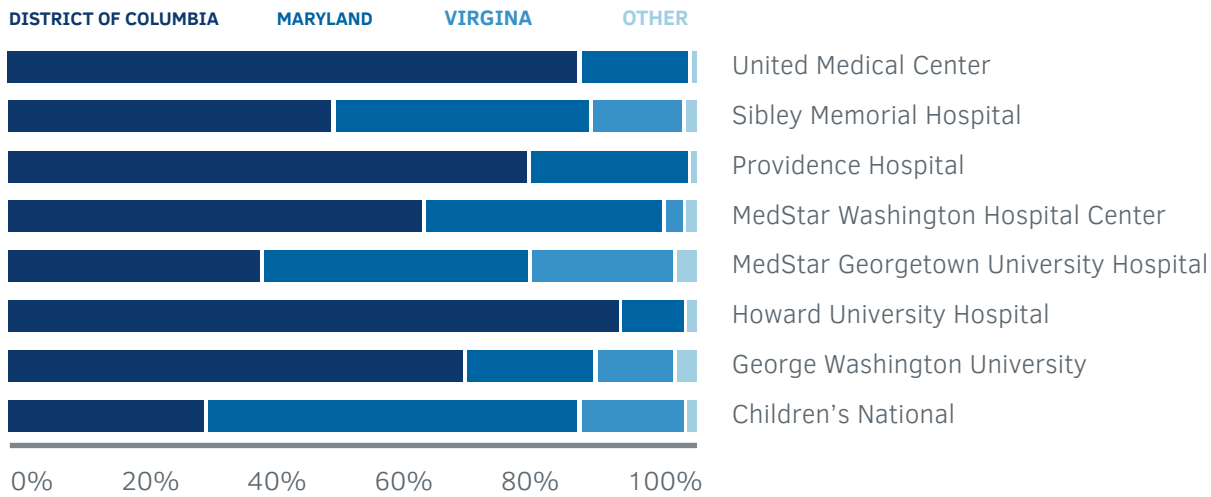 DISTRICT OF COLUMBIA MARYLAND VIRGINA OTHER
United Medical Center
Sibley Memorial Hospital
Providence Hospital
MedStar Washington Hospital Center
MedStar Georgetown University Hospital
Howard University Hospital
George Washington University
Children’s National
0% 20% 40% 60% 80% 100%